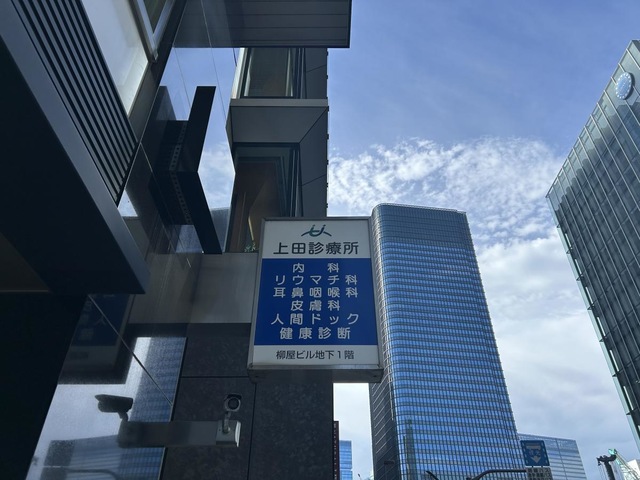 上田診療所
内科
リウマチ科
耳鼻咽喉科
皮膚科
人間ドック
健康診断
柳屋ビル地下1階